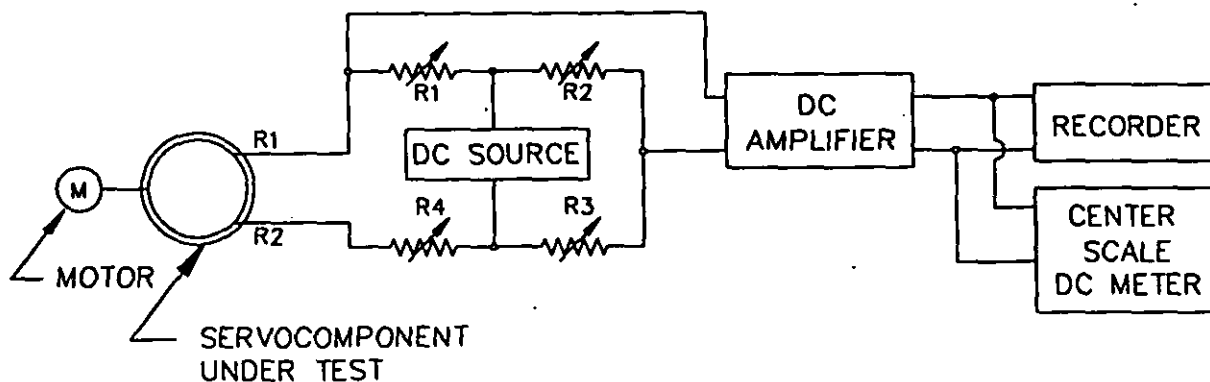 R1
R2
DC
AMPLIFIER
RECORDER
R1
DC SOURCE
M
R4
R3
R2
CENTER
SCALE
DC METER
MOTOR
SERVOCOMPONENT
UNDER TEST